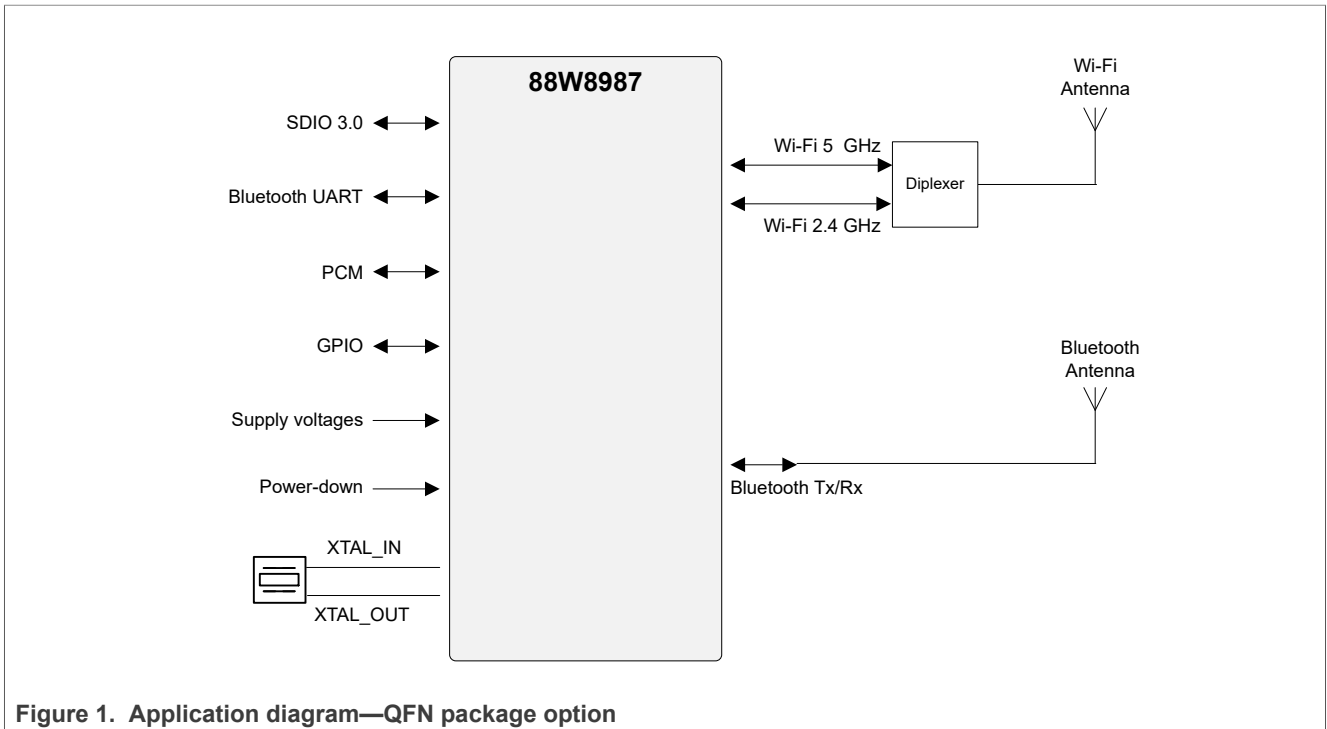 88W8987
SDIO 3.0
Bluetooth UART
PCM
GPIO
Supply voltages
Power-down
XTAL_IN
XTAL_OUT
Wi-Fi 5 GHz
Wi-Fi 2.4 GHz
Diplexer
Wi-Fi
Antenna
Bluetooth
Antenna
Bluetooth Tx/Rx
Figure 1. Application diagram—QFN package option